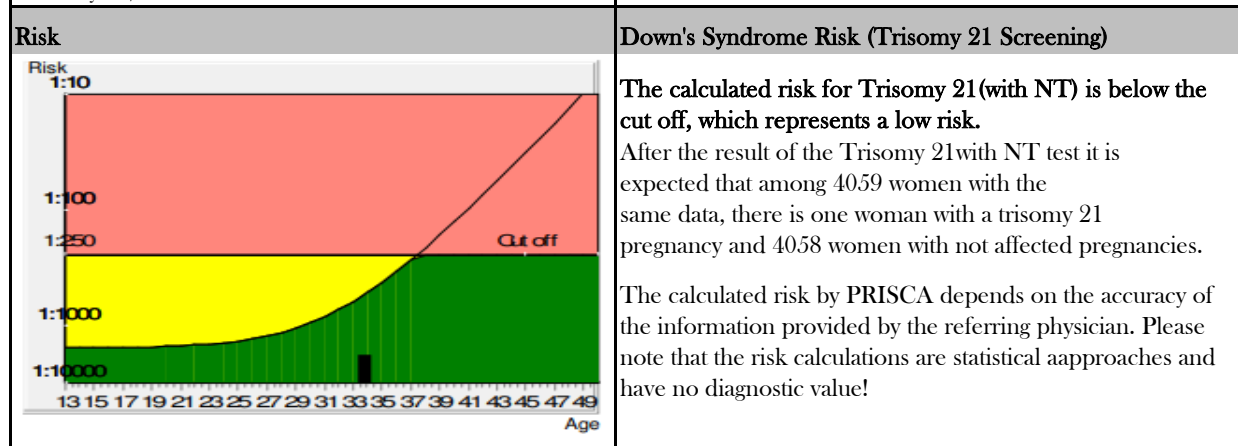 Risk
Down's Syndrome Risk (Trisomy 21 Screening)
Risk
1:10
1:100
1:250
Cut off
1:1000
1:10000
13 15 17 19 21 23 25 27 29 31 33 35 37 39 41 43 45 47 49
Age
The calculated risk for Trisomy 21(with NT) is below the
cut off, which represents a low risk.
After the result of the Trisomy 21with NT test it is
expected that among 4059 women with the
same data, there is one woman with a trisomy 21
pregnancy and 4058 women with not affected pregnancies.
The calculated risk by PRISCA depends on the accuracy of
the information provided by the referring physician. Please
note that the risk calculations are statistical aapproaches and
have no diagnostic value!